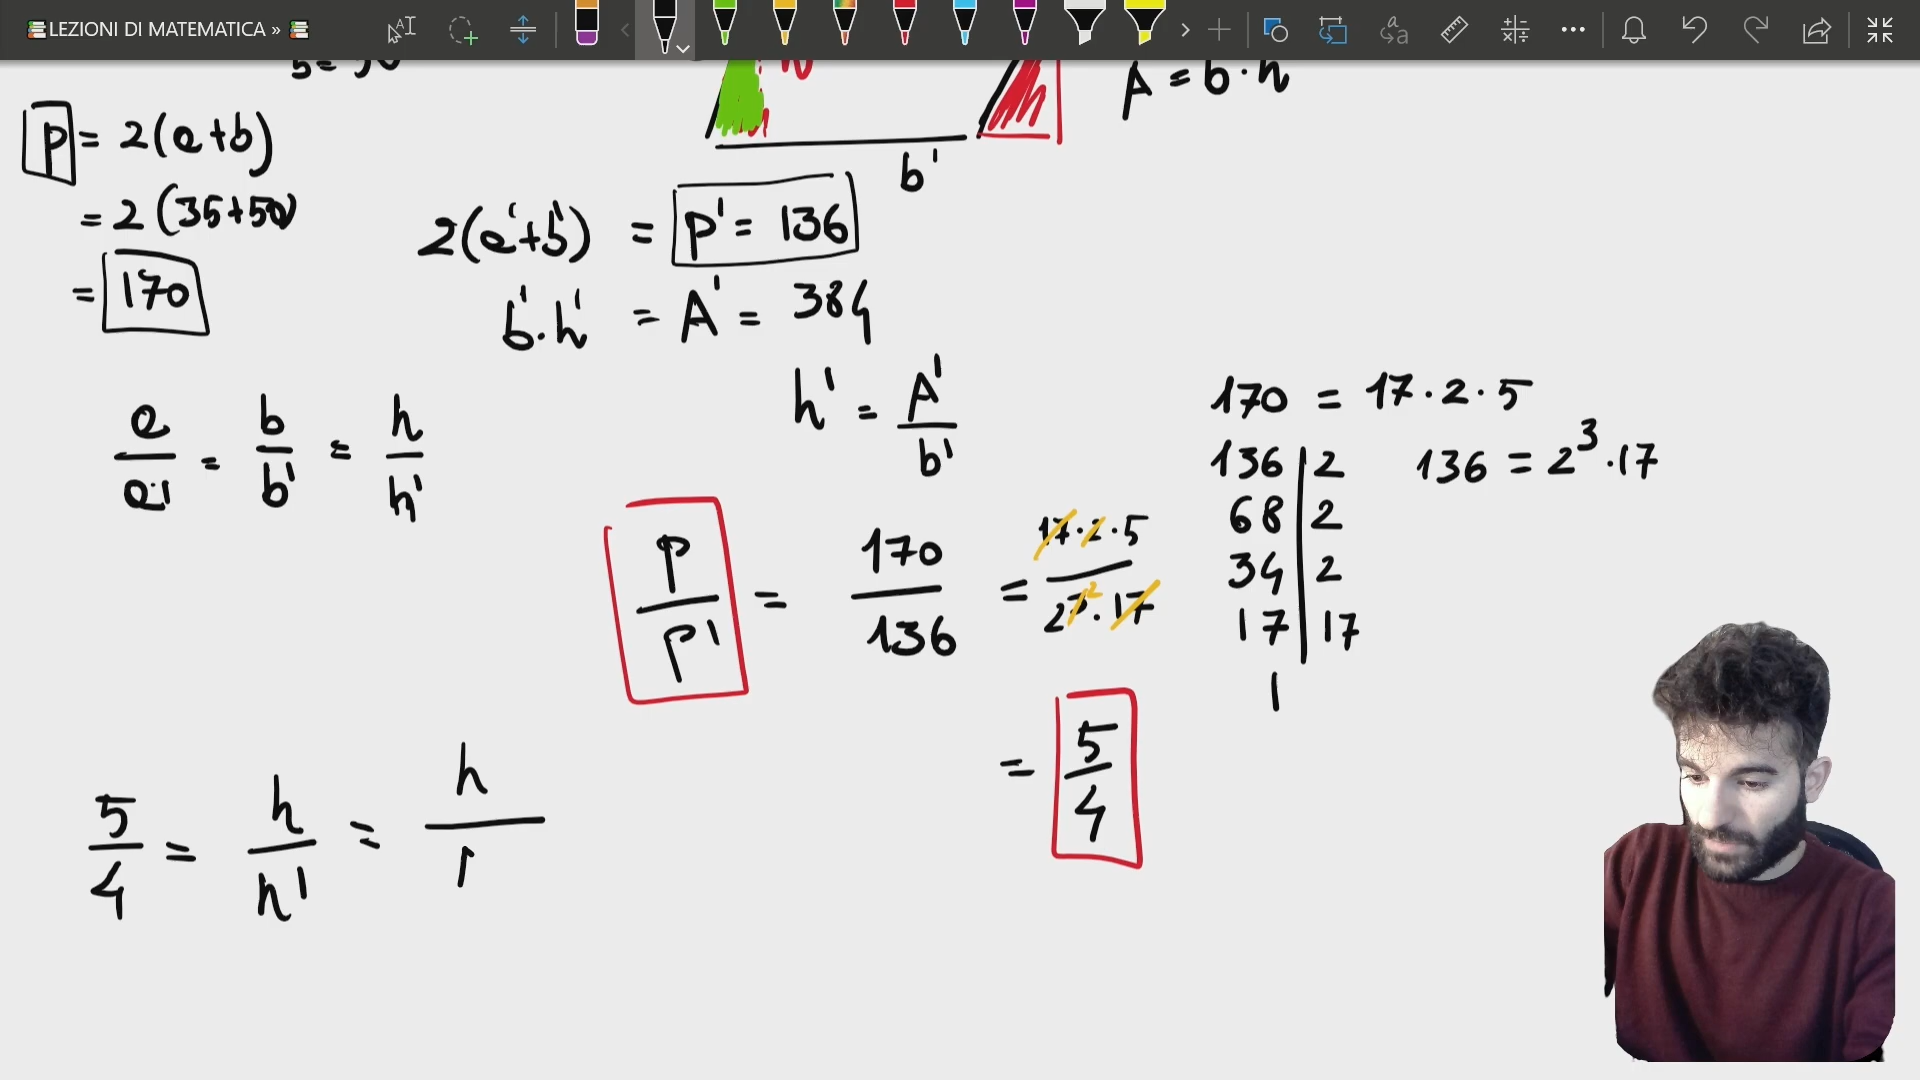 LEZIONI DI MATEMATICA »
A = b · h
P = 2(a+b)
= 2 (35+50)
= 170
b'
2(a'+b') = P' = 136
b'·h' = A' = 384
h' = A'/b'
a/a' = b/b' = h/h'
170 = 17·2·5
136 | 2
68 | 2
34 | 2
17 | 17
1
136 = 2³·17
P/P' = 170/136 = 17·2·5/2³·17
= 5/4
5/4 = h/h' = h